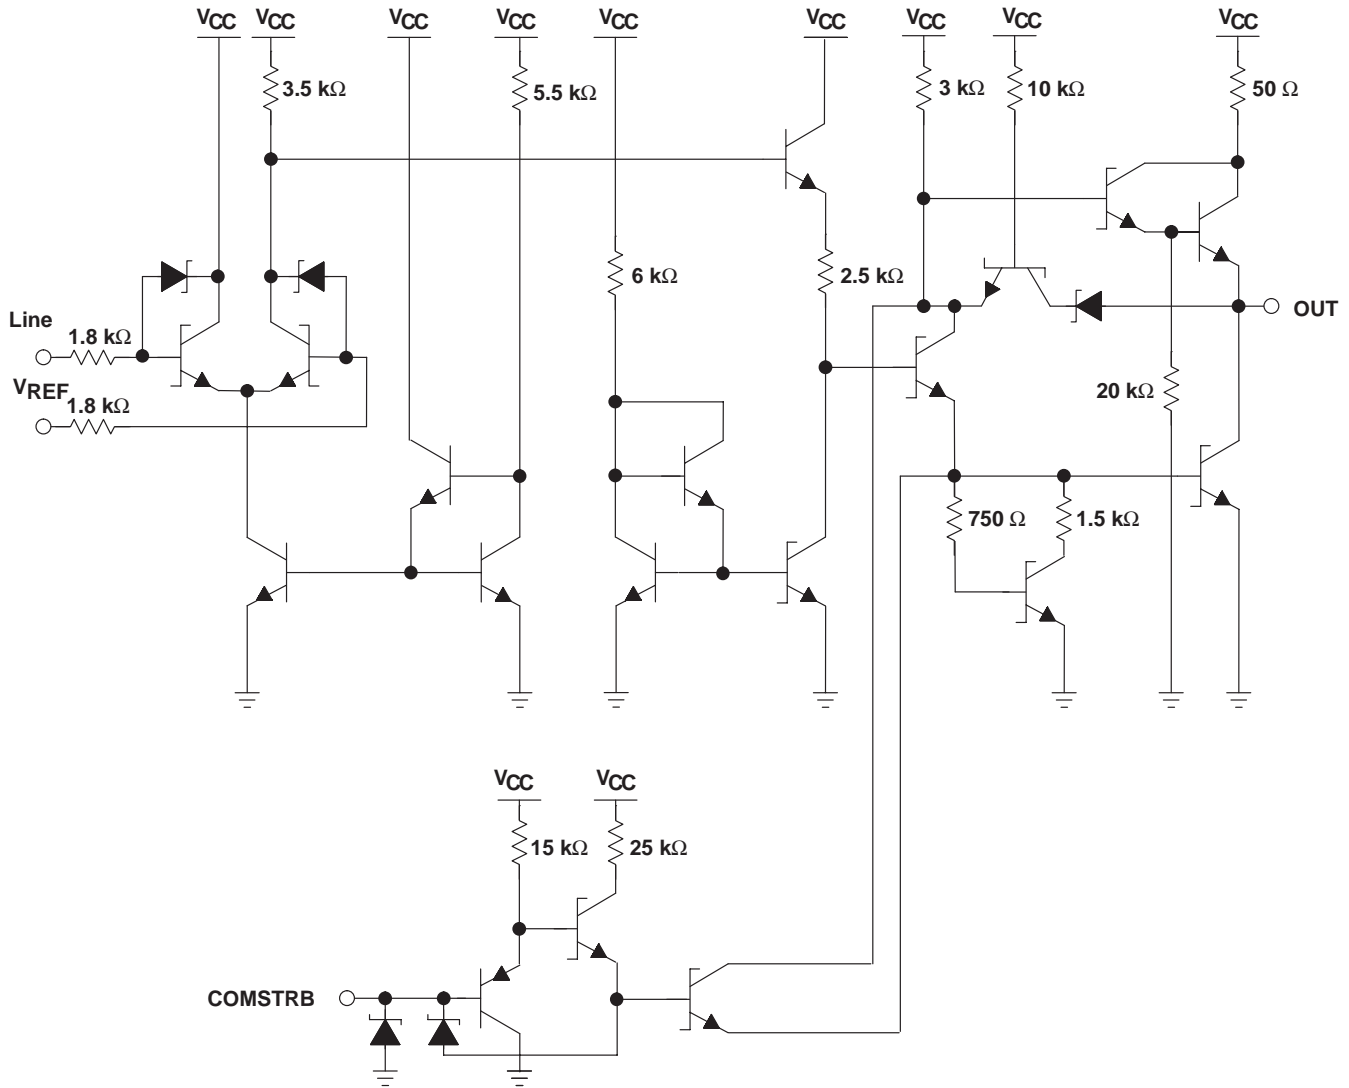 VCC VCC VCC VCC VCC VCC VCC VCC VCC
3.5 kΩ 5.5 kΩ 3 kΩ 10 kΩ 50 Ω
6 kΩ 2.5 kΩ
Line
1.8 kΩ
OUT
VREF
1.8 kΩ
20 kΩ
750 Ω 1.5 kΩ
VCC VCC
15 kΩ 25 kΩ
COMSTRB